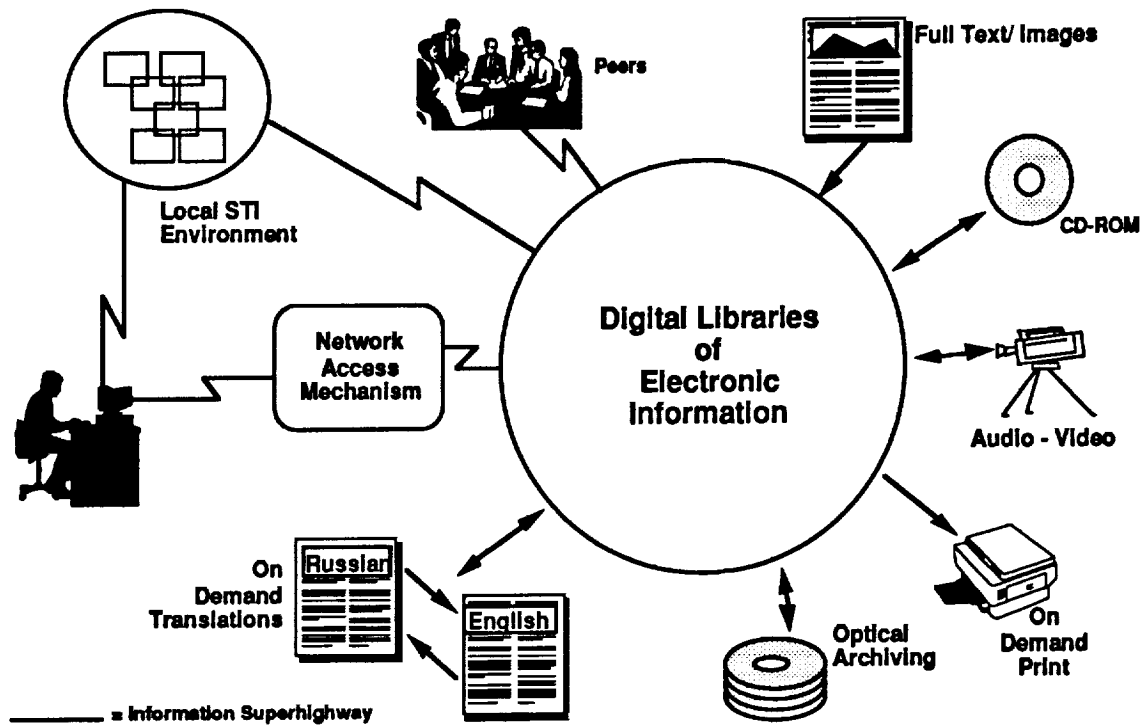 Peers
Full Text/ Images
Local STI
Environment
CD-ROM
Network
Access
Mechanism
Digital Libraries
of
Electronic
Information
Audio - Video
On
Demand
Translations
Russian
English
Optical
Archiving
On
Demand
Print
= Information Superhighway